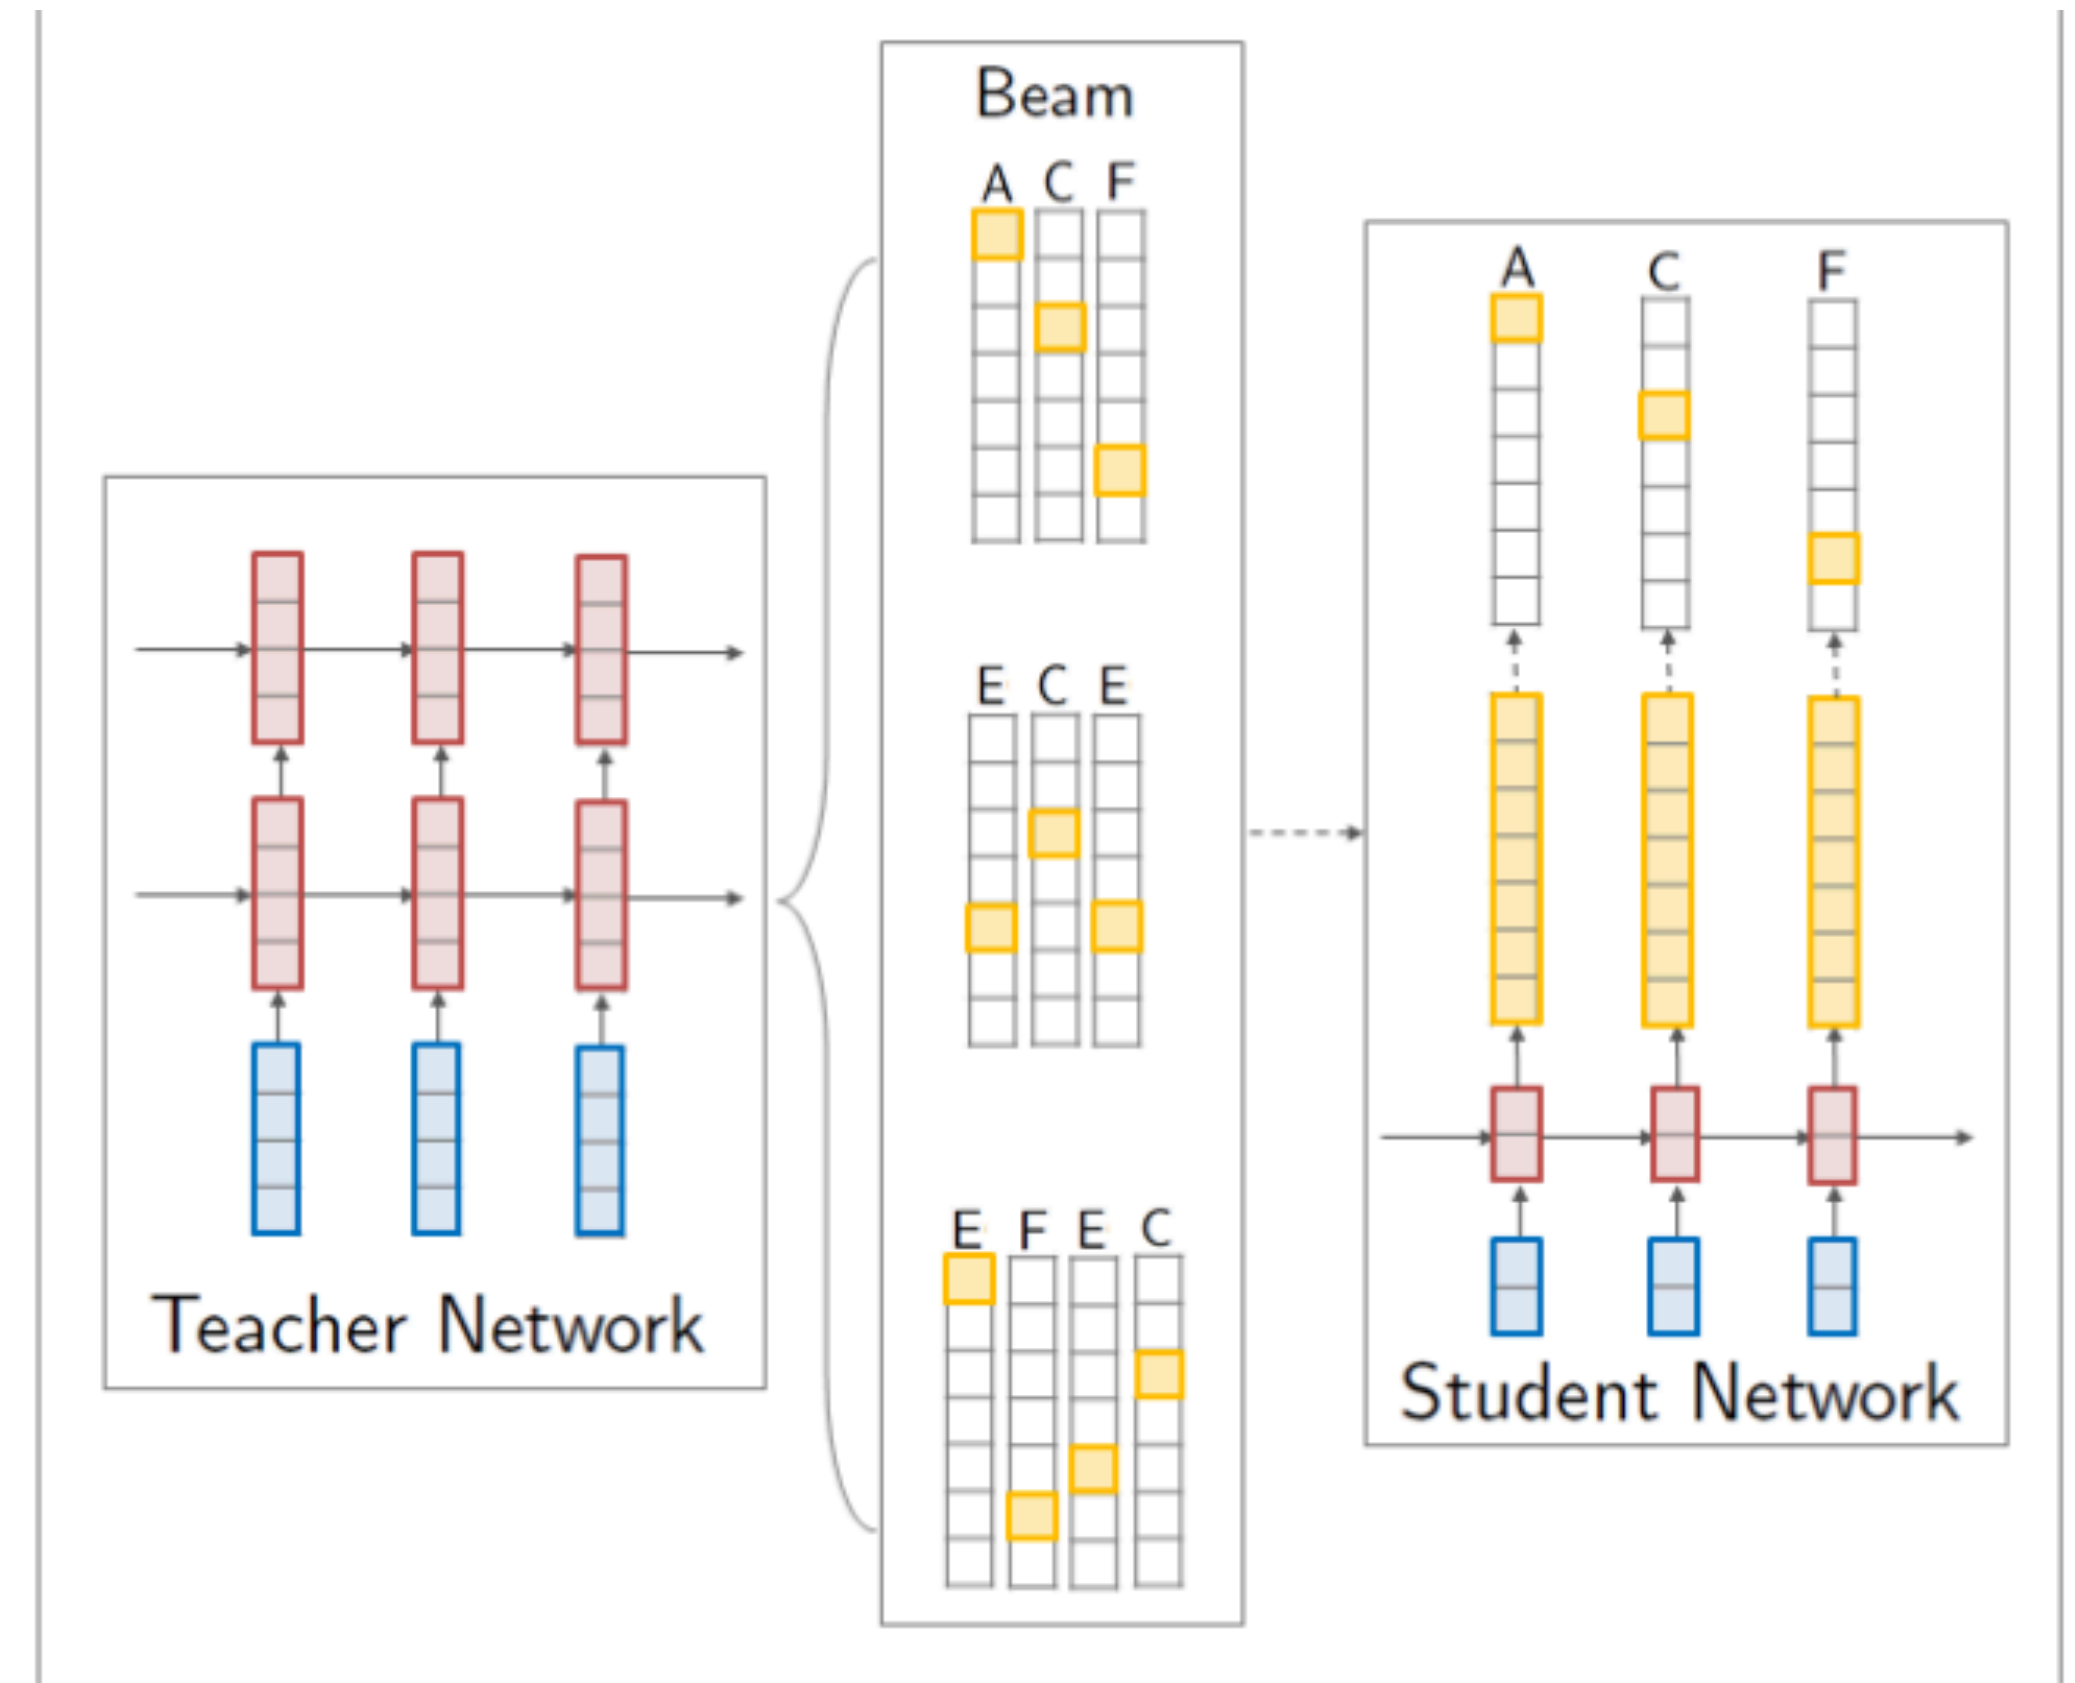 Beam
A C F
E C E
E F E C
Teacher Network
A C F
Student Network